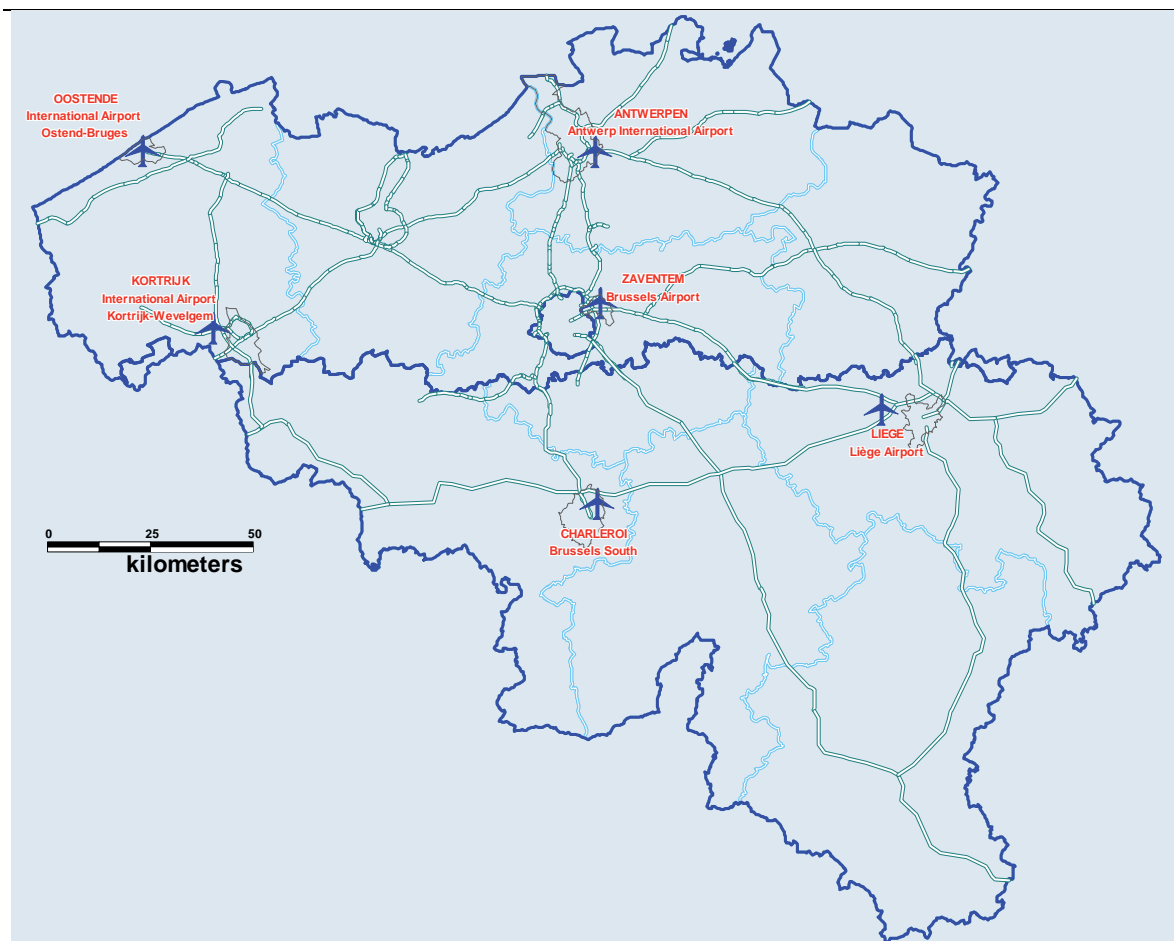 OOSTENDE
International Airport
Ostend-Bruges
ANTWERPEN
Antwerp International Airport
KORTRIJK
International Airport
Kortrijk-Wevelgem
ZAVENTEM
Brussels Airport
LIEGE
Liège Airport
CHARLEROI
Brussels South
0 25 50
kilometers